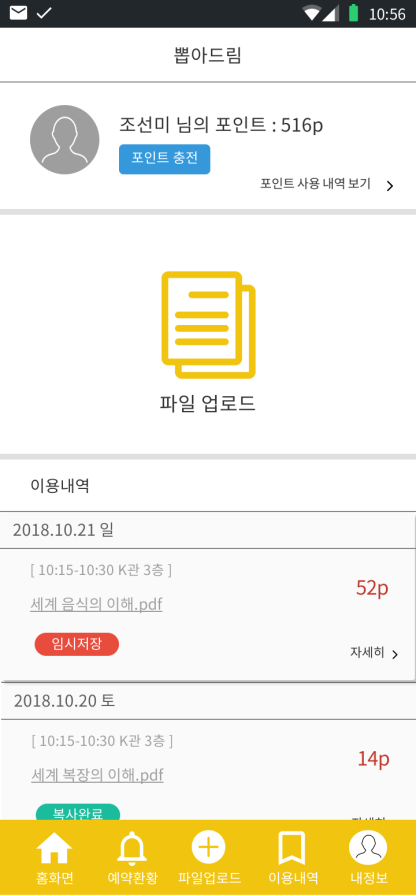 10:56
뽑아드림
조선미 님의 포인트 : 516p
포인트 충전
포인트 사용 내역 보기
파일 업로드
이용내역
2018.10.21 일
[ 10:15-10:30 K관 3층 ]
52p
세계 음식의 이해.pdf
임시저장
자세히
2018.10.20 토
[ 10:15-10:30 K관 3층 ]
14p
세계 복장의 이해.pdf
복사완료
자세히
홈화면 예약환황 파일업로드 이용내역 내정보